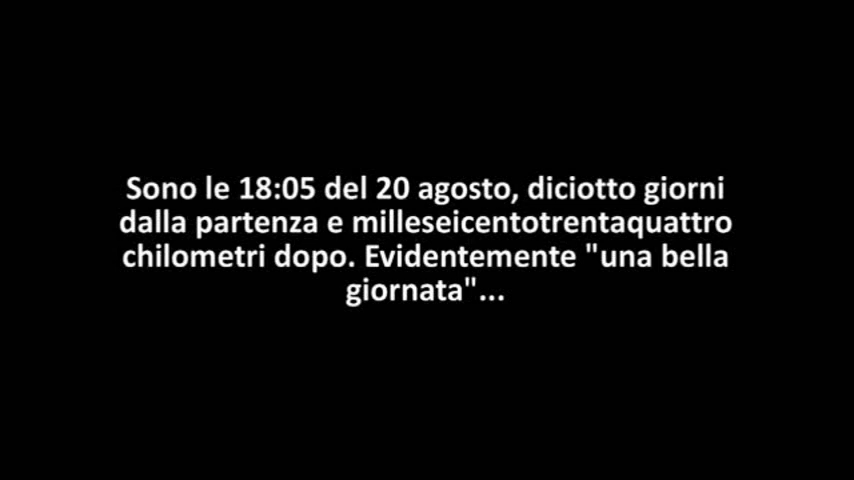 Sono le 18:05 del 20 agosto, diciotto giorni
dalla partenza e milleseicentotrentaquattro
chilometri dopo. Evidentemente "una bella
giornata"...